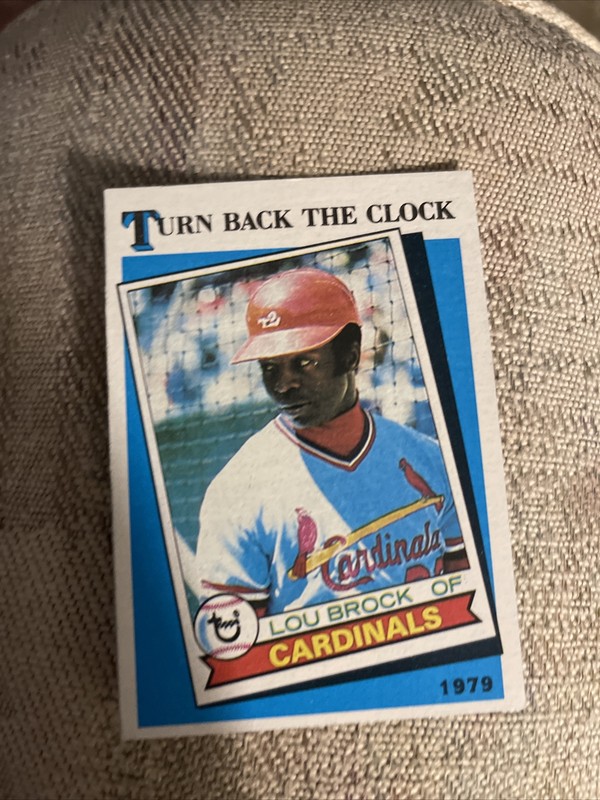 TURN BACK THE CLOCK
Cardinals
LOU BROCK OF
CARDINALS
1979